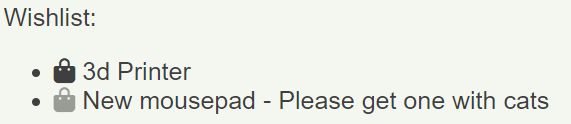 Wishlist:
3d Printer
New mousepad - Please get one with cats